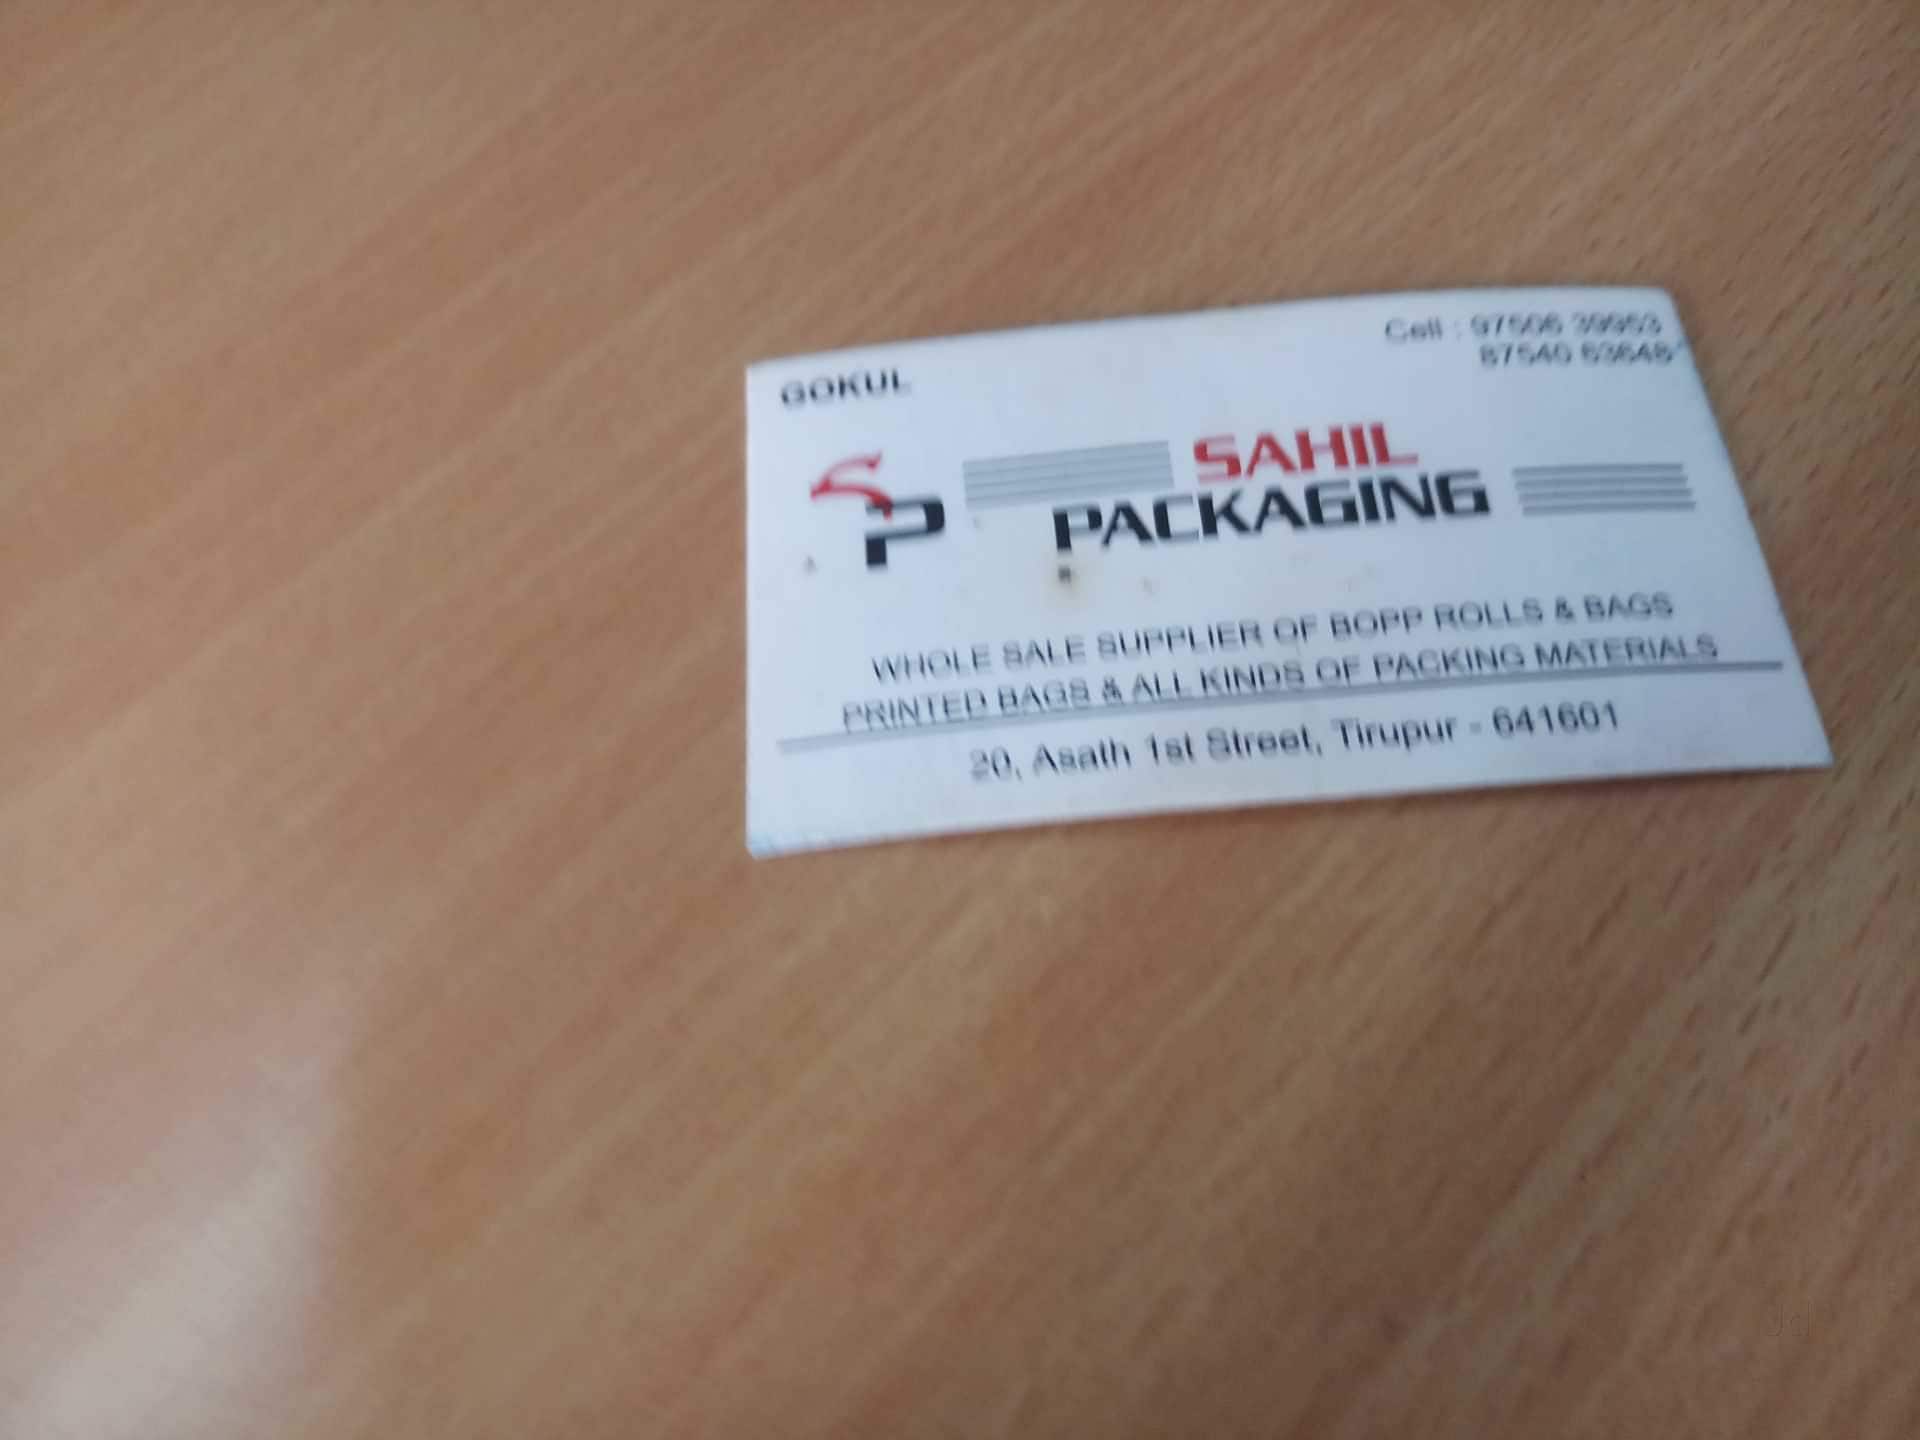 GOKUL
Cell : 97506 39953
87540 63648
SP
SAHIL
PACKAGING
WHOLE SALE SUPPLIER OF BOPP ROLLS & BAGS
PRINTED BAGS & ALL KINDS OF PACKING MATERIALS
20, Asath 1st Street, Tirupur - 641601
Jd